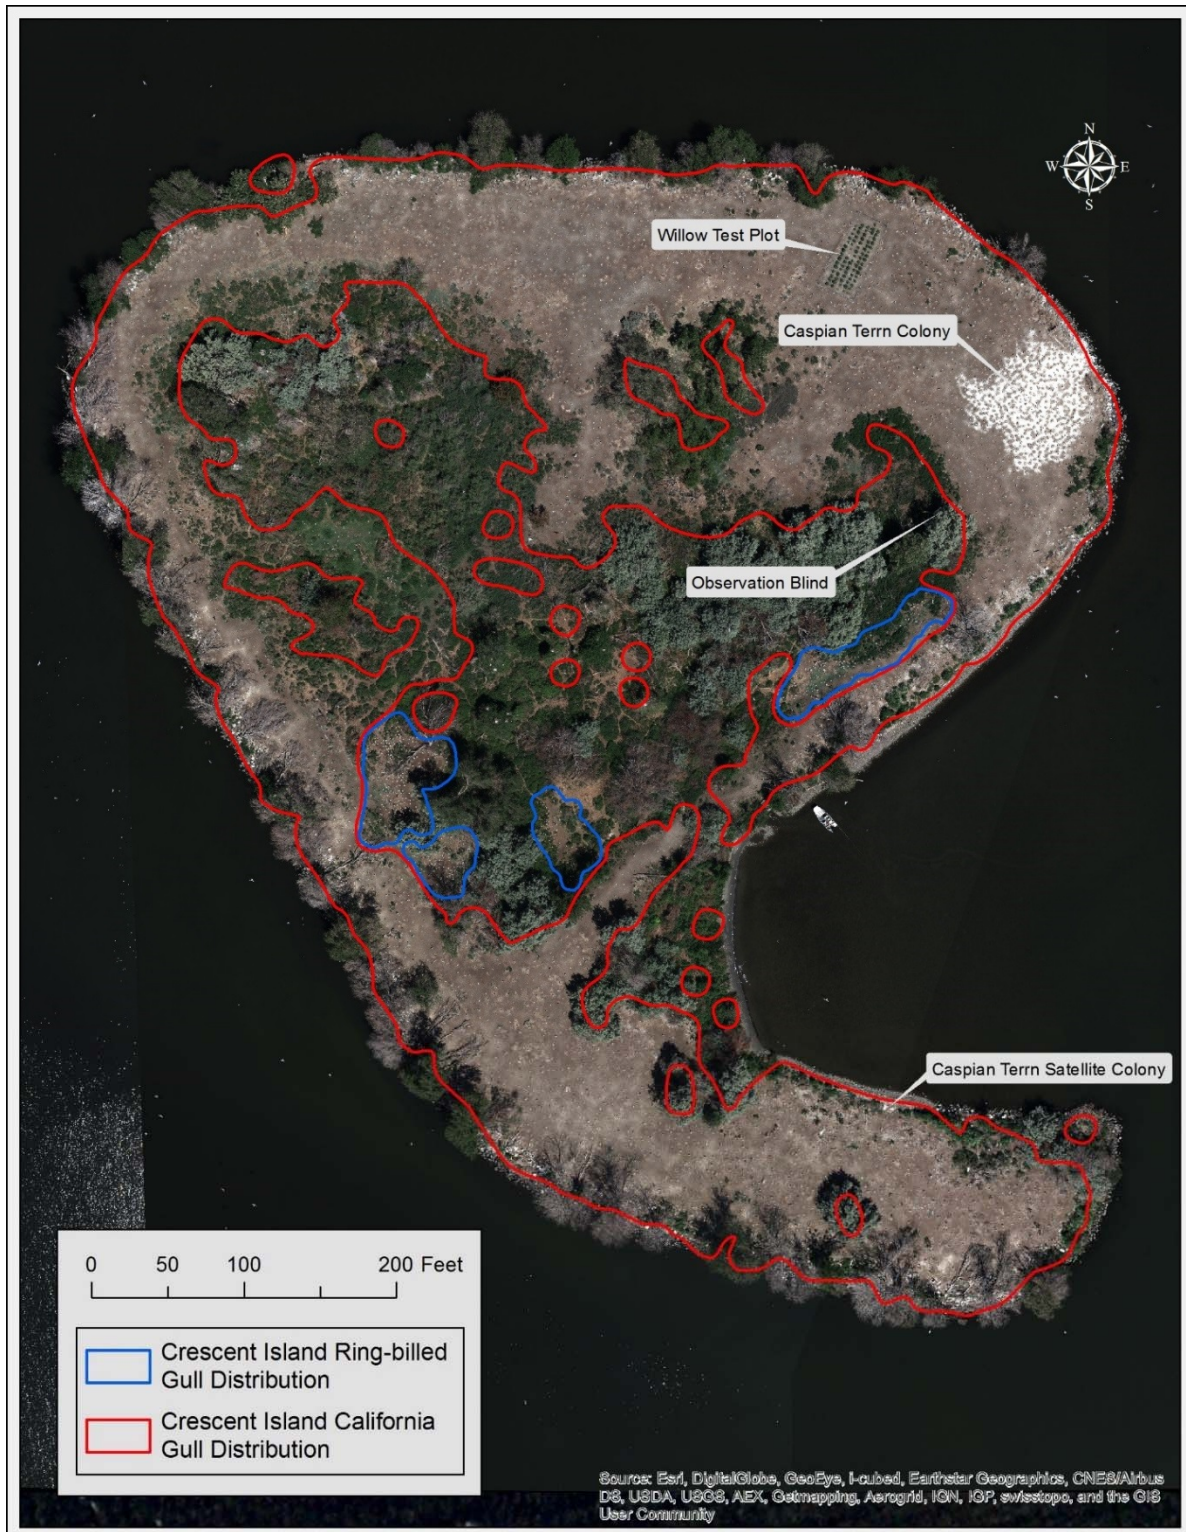 N
W E
S
Willow Test Plot
Caspian Terrn Colony
Observation Blind
Caspian Terrn Satellite Colony
0 50 100 200 Feet
Crescent Island Ring-billed
Gull Distribution
Crescent Island California
Gull Distribution
Source: Esri, DigitalGlobe, GeoEye, i-cubed, Earthstar Geographics, CNES/Airbus
DS, USDA, USGS, AEX, Getmapping, Aerogrid, IGN, IGP, swisstopo, and the GIS
User Community